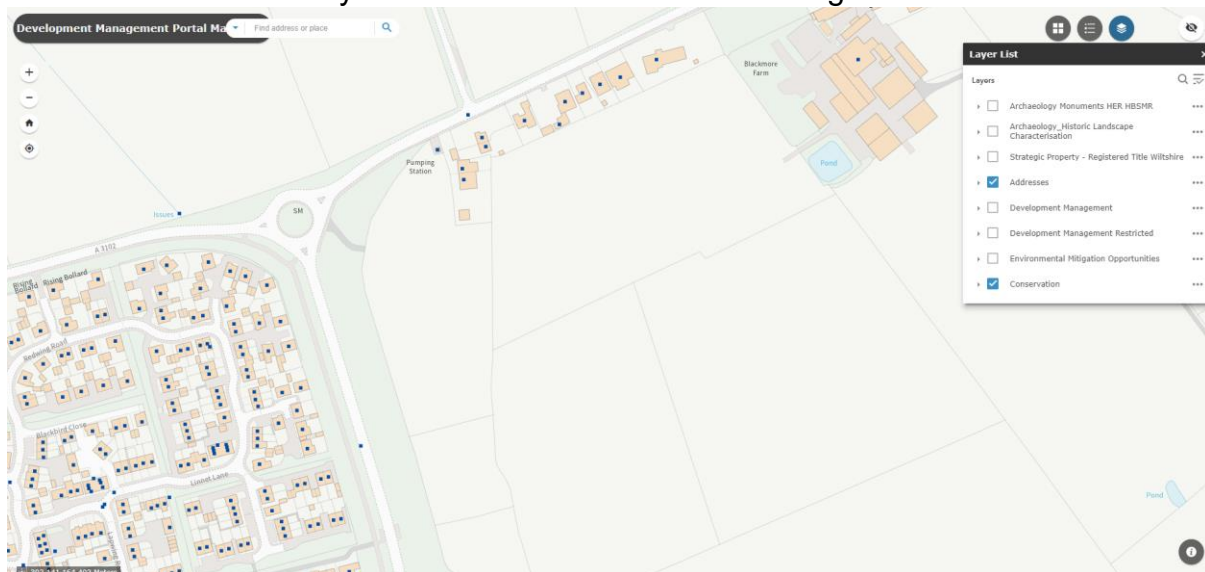 Development Management Portal Ma
Find address or place
Layer List
Layers
Archaeology Monuments HER HBSMR
Archaeology_Historic Landscape
Characterisation
Strategic Property - Registered Title Wiltshire
Addresses
Development Management
Development Management Restricted
Environmental Mitigation Opportunities
Conservation
Blackmore
Farm
Pond
Pumping
Station
Issues
SM
A 3102
Rising Bollard
Rising
Bollard
Redwing Road
Blackbird Close
Linnet Lane
Pond